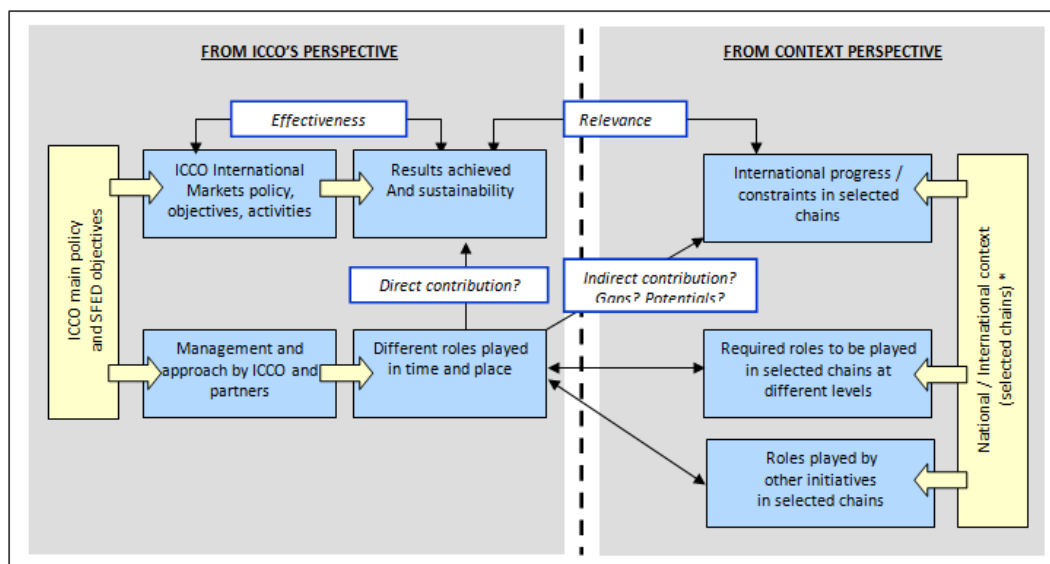 FROM ICCO'S PERSPECTIVE
FROM CONTEXT PERSPECTIVE
Effectiveness
Relevance
ICCO main policy
and SFED objectives
ICCO International
Markets policy,
objectives, activities
Results achieved
And sustainability
International progress /
constraints in selected
chains
National / International context
(selected chains) *
Direct contribution?
Indirect contribution?
Gaps? Potentials?
Management and
approach by ICCO and
partners
Different roles played
in time and place
Required roles to be played
in selected chains at
different levels
Roles played by
other initiatives
in selected chains